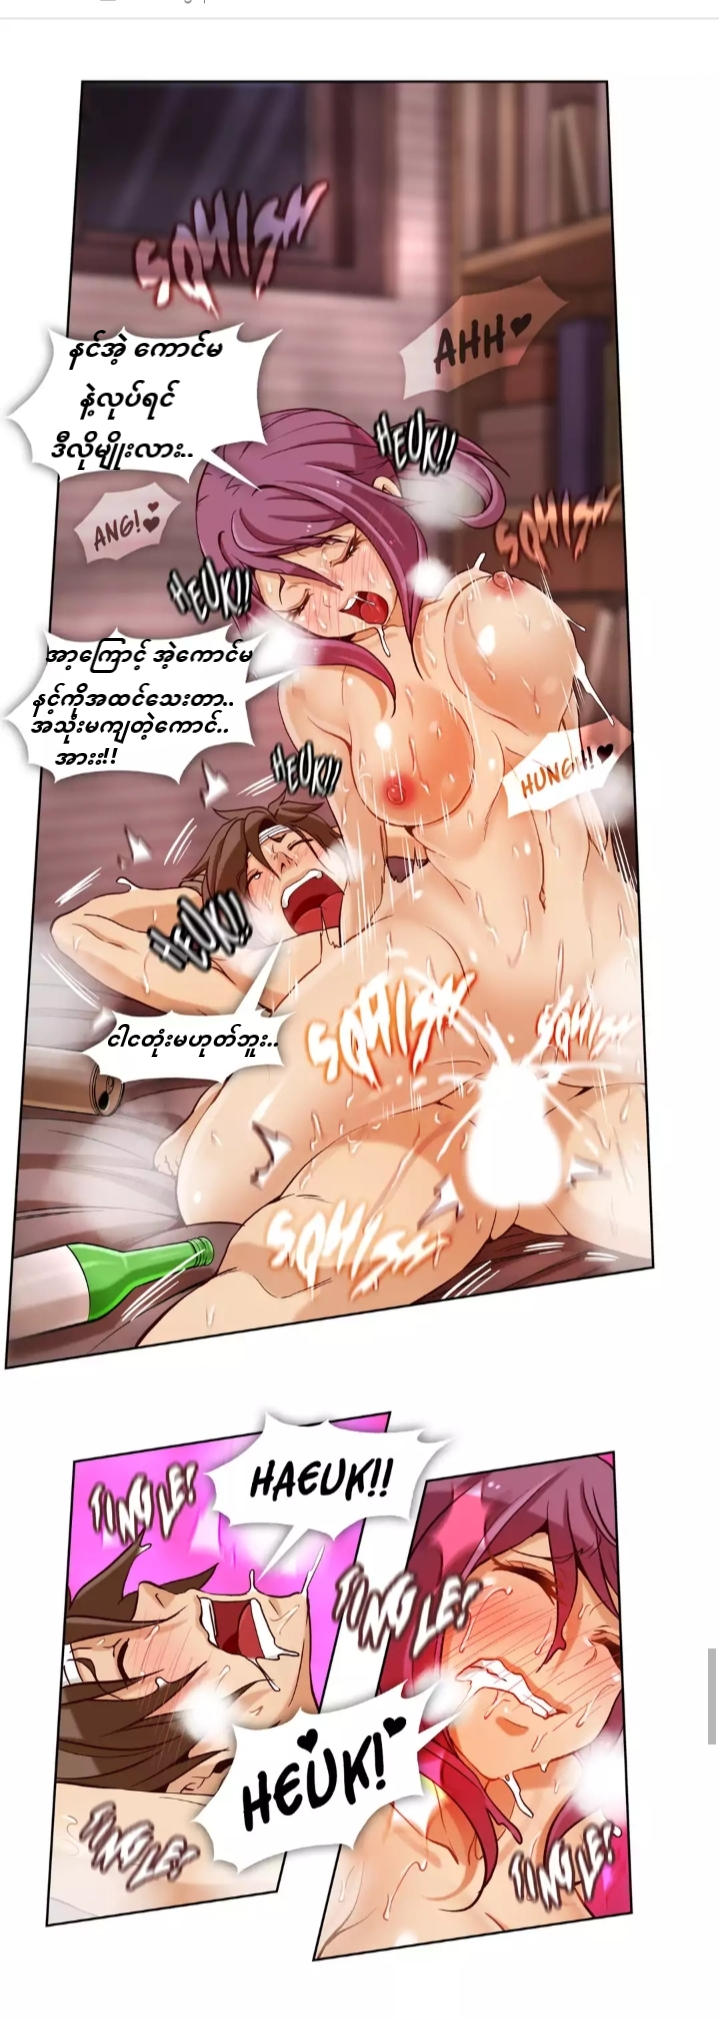 SQUISH
AHH♥
နင်အဲ့ ကောင်မ
နဲ့လုပ်ရင်
ဒီလိုမျိုးလား..
HEUK!!
ANG!♥♥
SQUISH
HEUK!!
အာ့ကြောင့် အဲ့ကောင်မ
နင့်ကိုအထင်သေးတာ..
အသုံးမကျတဲ့ကောင်..
အားး!!
HEUK!!
HUNGH!♥
HEUK!!
SQUISH
SQUISH
ငါငတုံးမဟုတ်ဘူး..
SQUISH
HAEUK!!
TINGLE!
TINGLE!
HEUK!♥♥
TINGLE!
TINGLE!